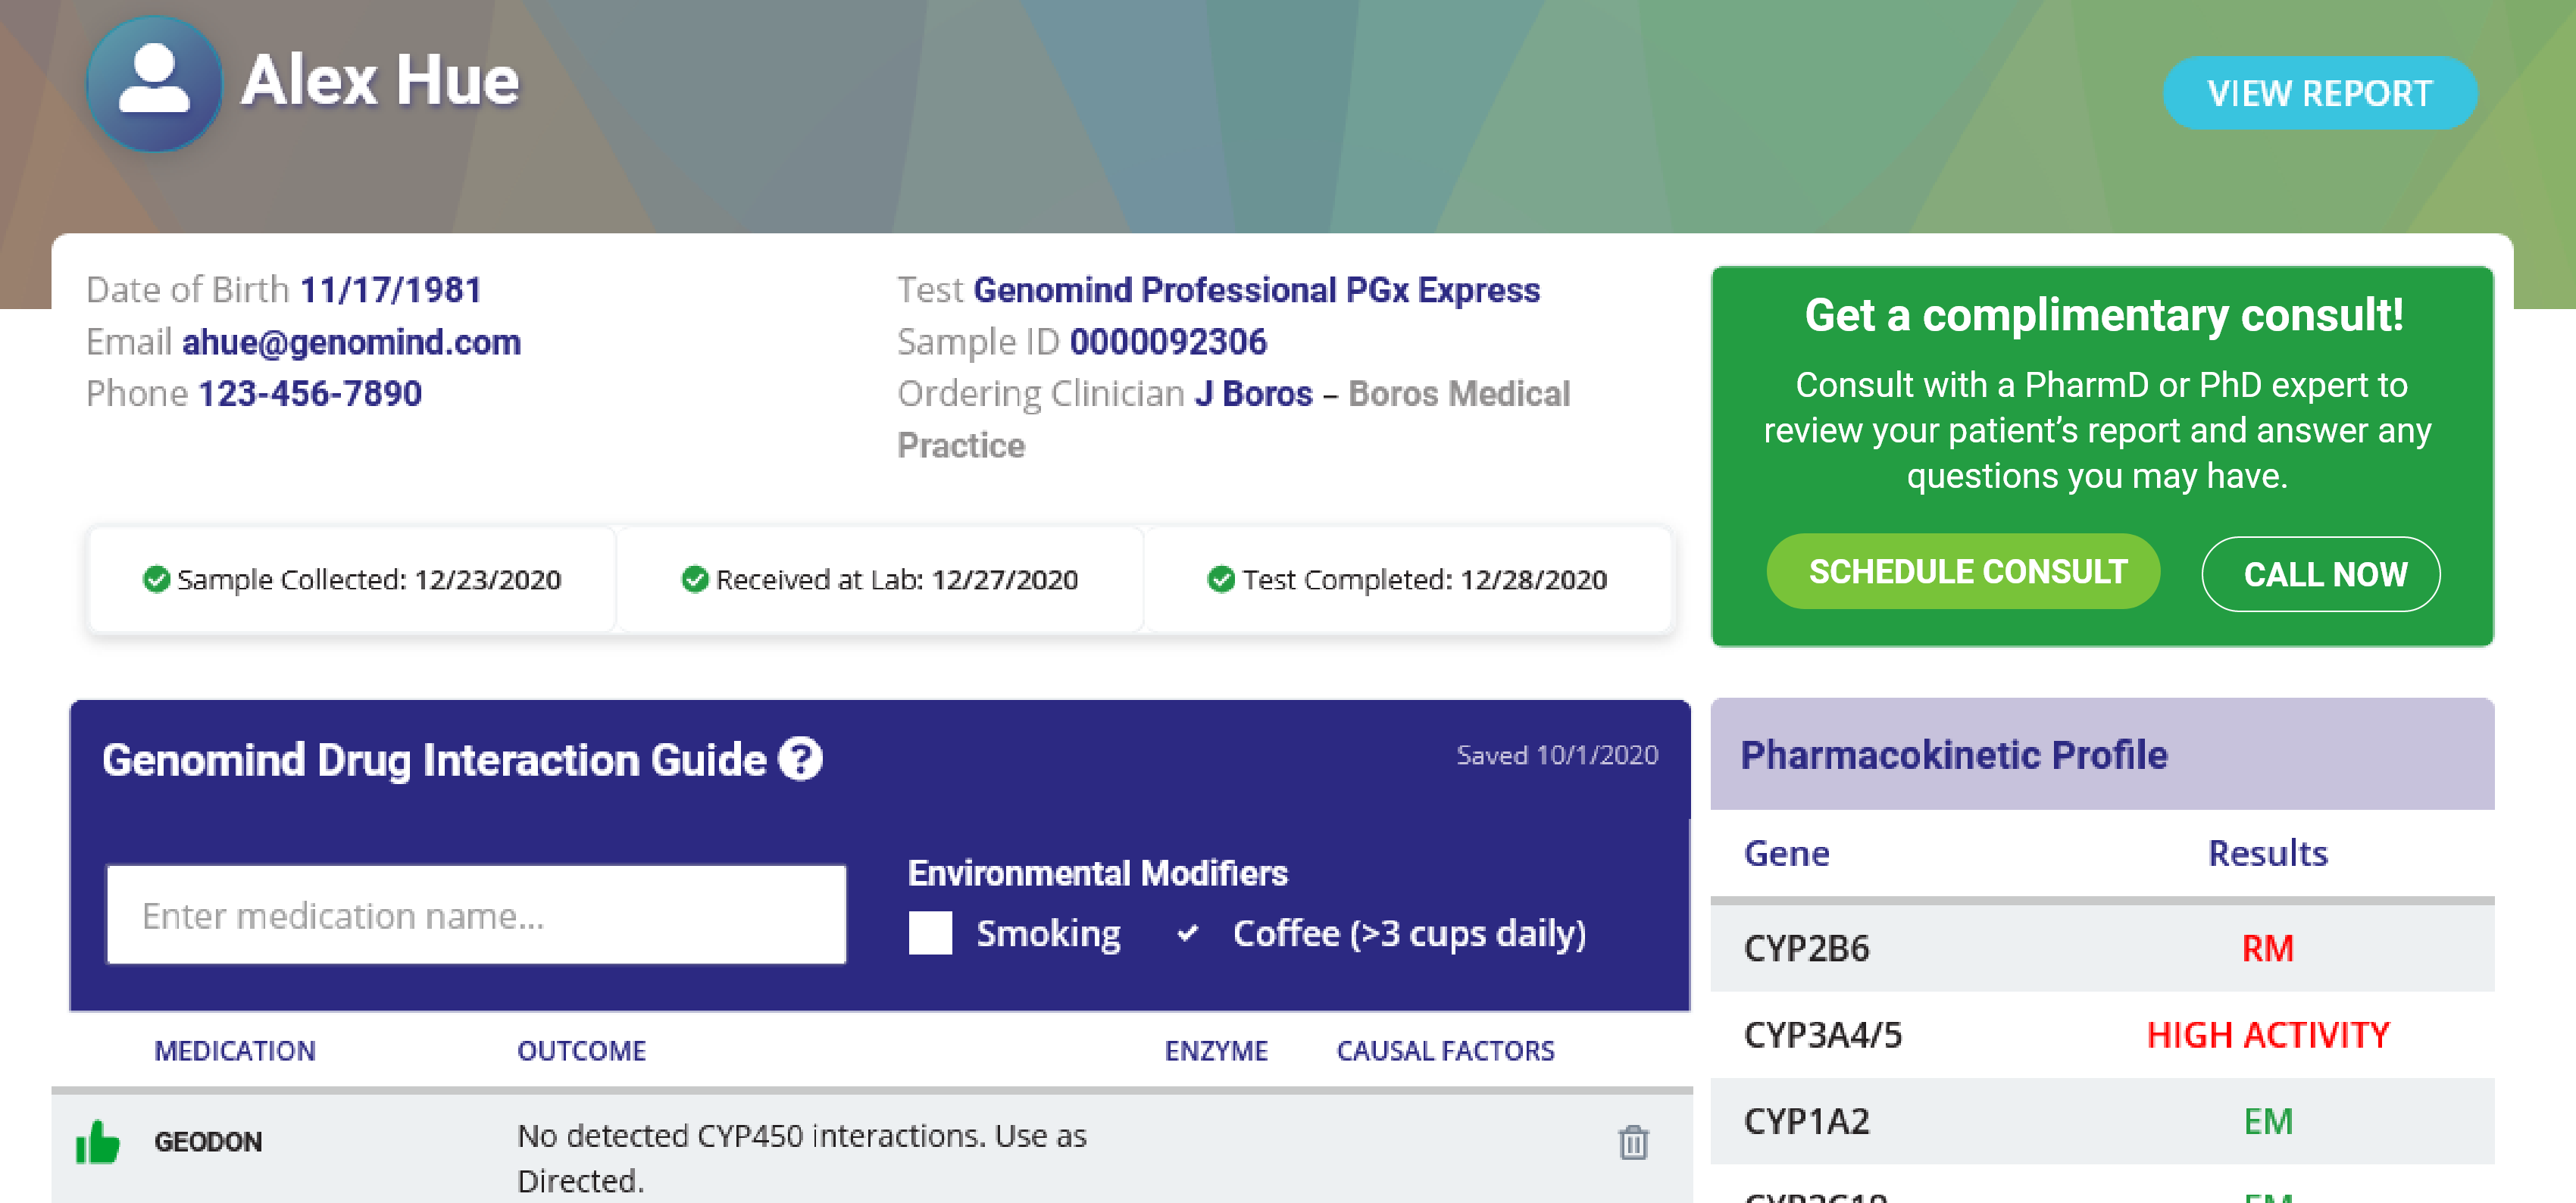 Alex Hue
VIEW REPORT
Date of Birth 11/17/1981
Email ahue@genomind.com
Phone 123-456-7890
Test Genomind Professional PGx Express
Sample ID 0000092306
Ordering Clinician J Boros – Boros Medical
Practice
Get a complimentary consult!
Consult with a PharmD or PhD expert to
review your patient’s report and answer any
questions you may have.
SCHEDULE CONSULT
CALL NOW
Sample Collected: 12/23/2020
Received at Lab: 12/27/2020
Test Completed: 12/28/2020
Genomind Drug Interaction Guide ?
Saved 10/1/2020
Enter medication name...
Environmental Modifiers
Smoking
Coffee (>3 cups daily)
MEDICATION OUTCOME ENZYME CAUSAL FACTORS
GEODON
No detected CYP450 interactions. Use as
Directed.
Pharmacokinetic Profile
Gene Results
CYP2B6 RM
CYP3A4/5 HIGH ACTIVITY
CYP1A2 EM